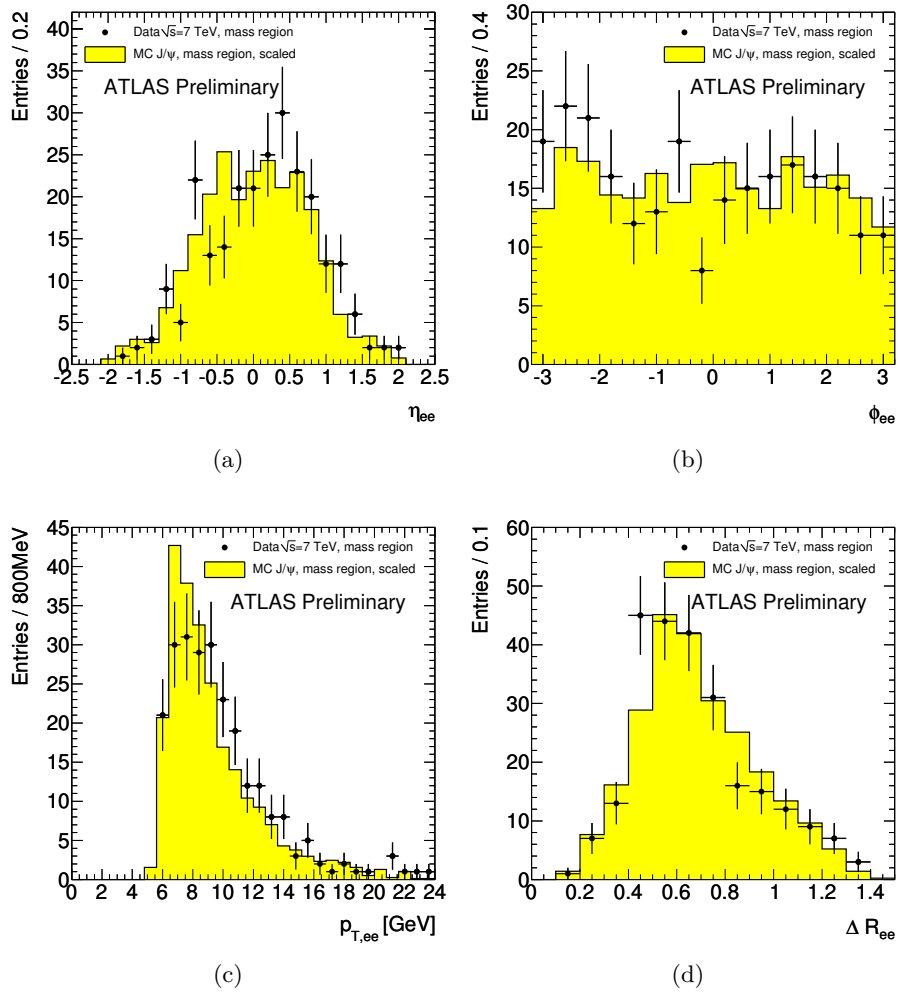 Entries / 0.2
40
35
30
25
20
15
10
5
0
Data√s=7 TeV, mass region
MC J/ψ, mass region, scaled
ATLAS Preliminary
-2.5 -2 -1.5 -1 -0.5 0 0.5 1 1.5 2 2.5
η_ee
(a)
Entries / 0.4
30
25
20
15
10
5
0
Data√s=7 TeV, mass region
MC J/ψ, mass region, scaled
ATLAS Preliminary
-3 -2 -1 0 1 2 3
ϕ_ee
(b)
Entries / 800MeV
45
40
35
30
25
20
15
10
5
0
Data√s=7 TeV, mass region
MC J/ψ, mass region, scaled
ATLAS Preliminary
0 2 4 6 8 10 12 14 16 18 20 22 24
p_T,ee [GeV]
(c)
Entries / 0.1
60
50
40
30
20
10
0
Data√s=7 TeV, mass region
MC J/ψ, mass region, scaled
ATLAS Preliminary
0 0.2 0.4 0.6 0.8 1 1.2 1.4
Δ R_ee
(d)